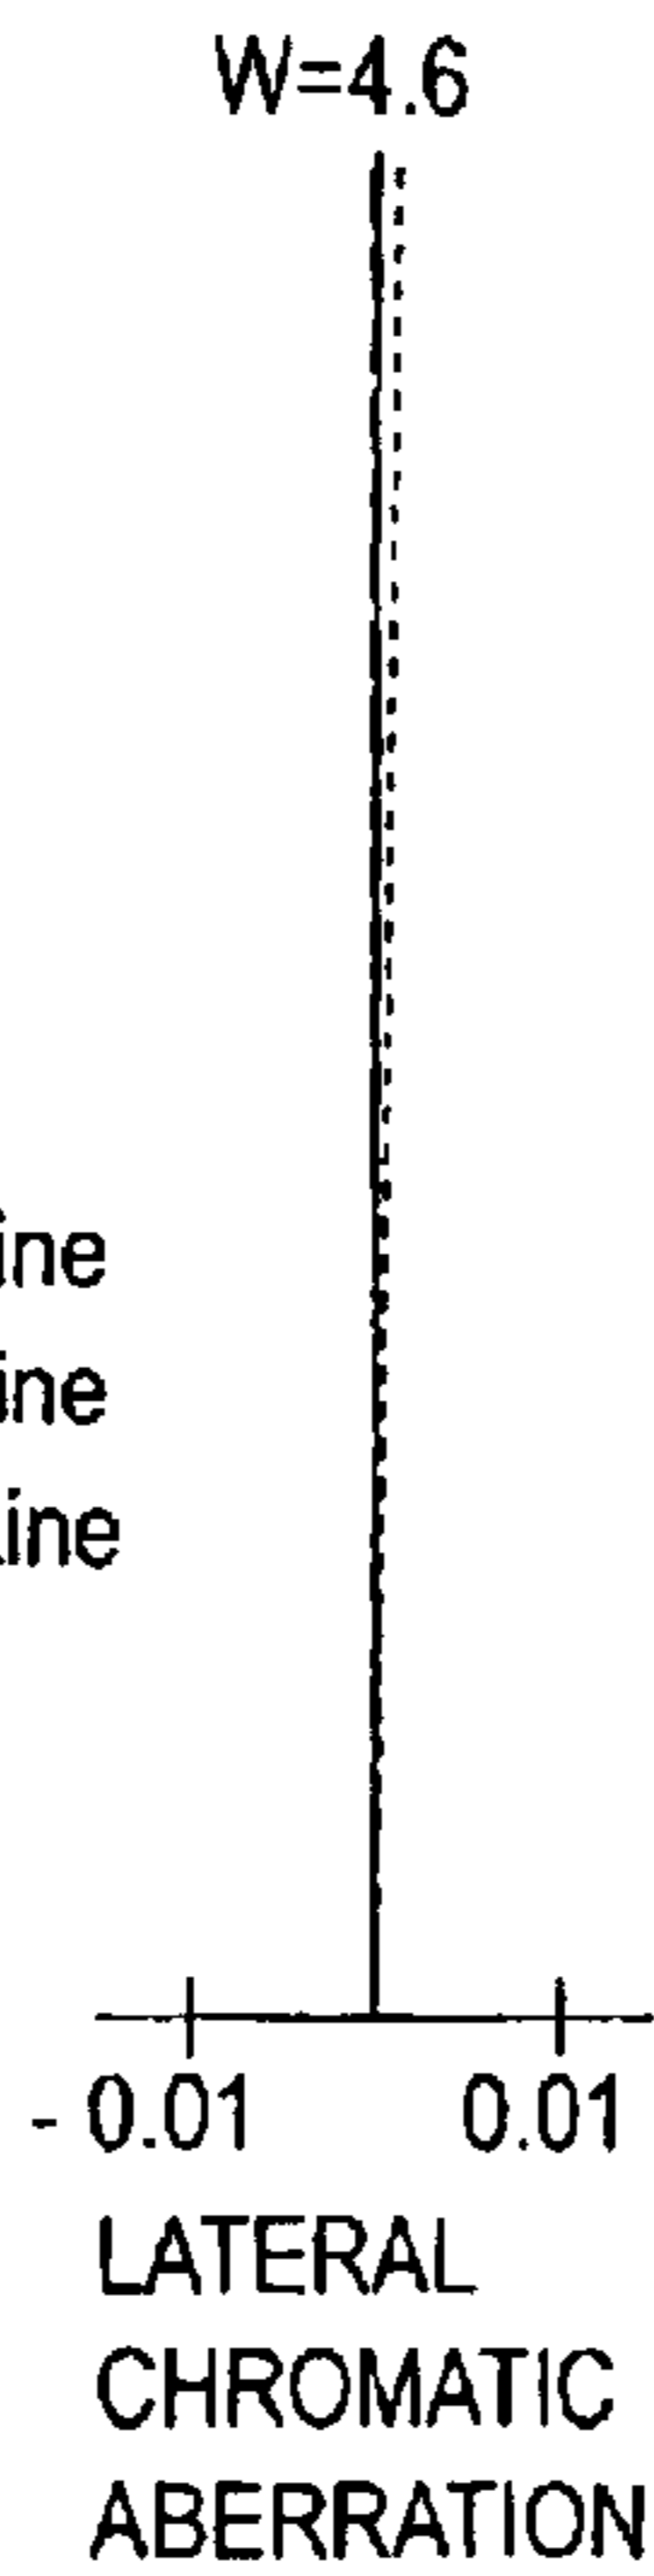 W=4.6
ine
ine
ine
- 0.01 0.01
LATERAL
CHROMATIC
ABERRATION